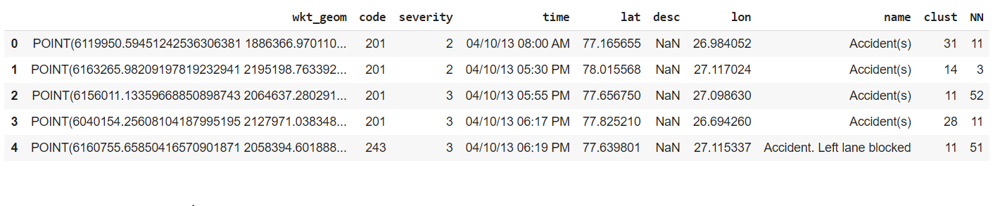 wkt_geom code severity time lat desc lon name clust NN
0 POINT(6119950.59451242536306381 1886366.970110... 201 2 04/10/13 08:00 AM 77.165655 NaN 26.984052 Accident(s) 31 11
1 POINT(6163265.98209197819232941 2195198.763392... 201 2 04/10/13 05:30 PM 78.015568 NaN 27.117024 Accident(s) 14 3
2 POINT(6156011.13359668850898743 2064637.280291... 201 3 04/10/13 05:55 PM 77.656750 NaN 27.098630 Accident(s) 11 52
3 POINT(6040154.25608104187995195 2127971.038348... 201 3 04/10/13 06:17 PM 77.825210 NaN 26.694260 Accident(s) 28 11
4 POINT(6160755.65850416570901871 2058394.601888... 243 3 04/10/13 06:19 PM 77.639801 NaN 27.115337 Accident. Left lane blocked 11 51